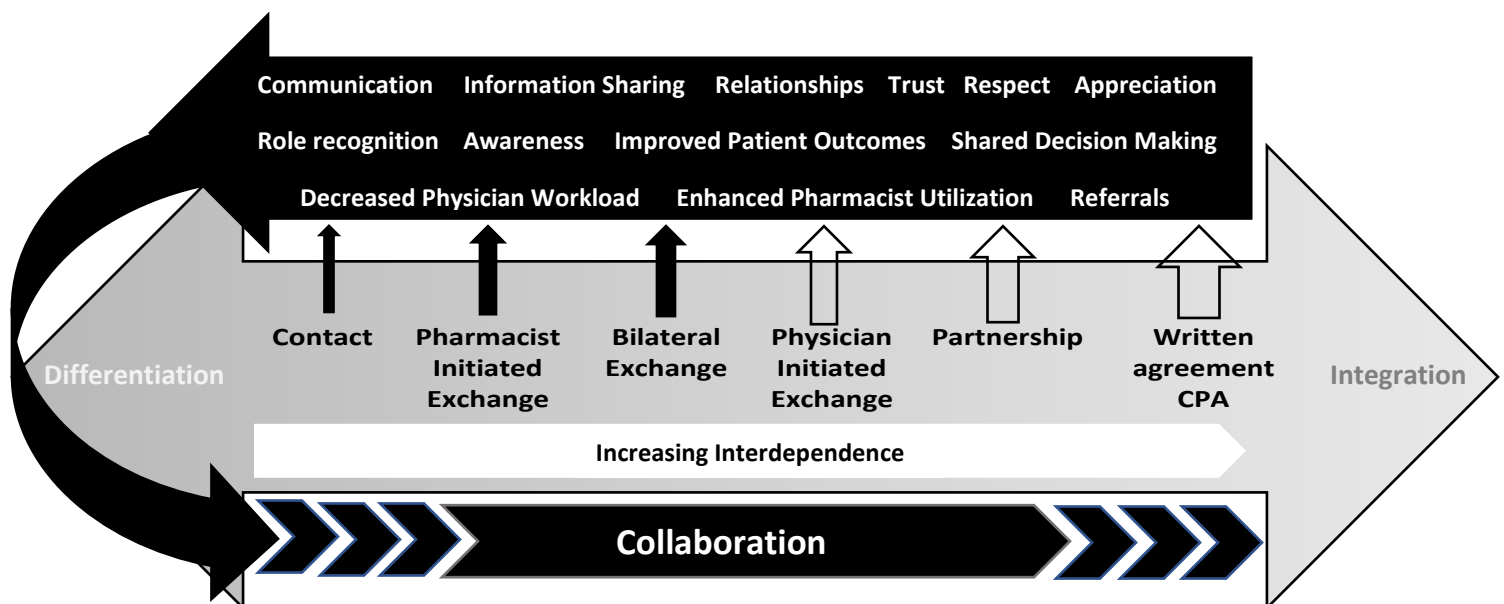 Communication Information Sharing Relationships Trust Respect Appreciation
Role recognition Awareness Improved Patient Outcomes Shared Decision Making
Decreased Physician Workload Enhanced Pharmacist Utilization Referrals
Differentiation
Contact
Pharmacist
Initiated
Exchange
Bilateral
Exchange
Physician
Initiated
Exchange
Partnership
Written
agreement
CPA
Integration
Increasing Interdependence
Collaboration